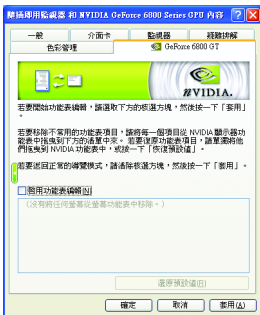 隨插即用監視器 和 NVIDIA GeForce 6800 Series GPU 內容
一般
介面卡
監視器
疑難排解
色彩管理
GeForce 6800 GT
nVIDIA.
若要開始功能表編輯，請選取下方的核選方塊，然後按一下「套用」
。
若要移除不常用的功能表項目，請將每一個項目從 NVIDIA 顯示器功
能表中拖曳到下方的清單中來。 若要復原功能表項目，請單獨將他
們拖曳到 NVIDIA 功能表中，或按一下「恢復預設值」。
若要返回正常的導覽模式，請清除核選方塊，然後按一下「套用」。
啟用功能表編輯(N)
（沒有將任何螢幕從螢幕功能表中移除。）
還原預設值(R)
確定
取消
套用(A)